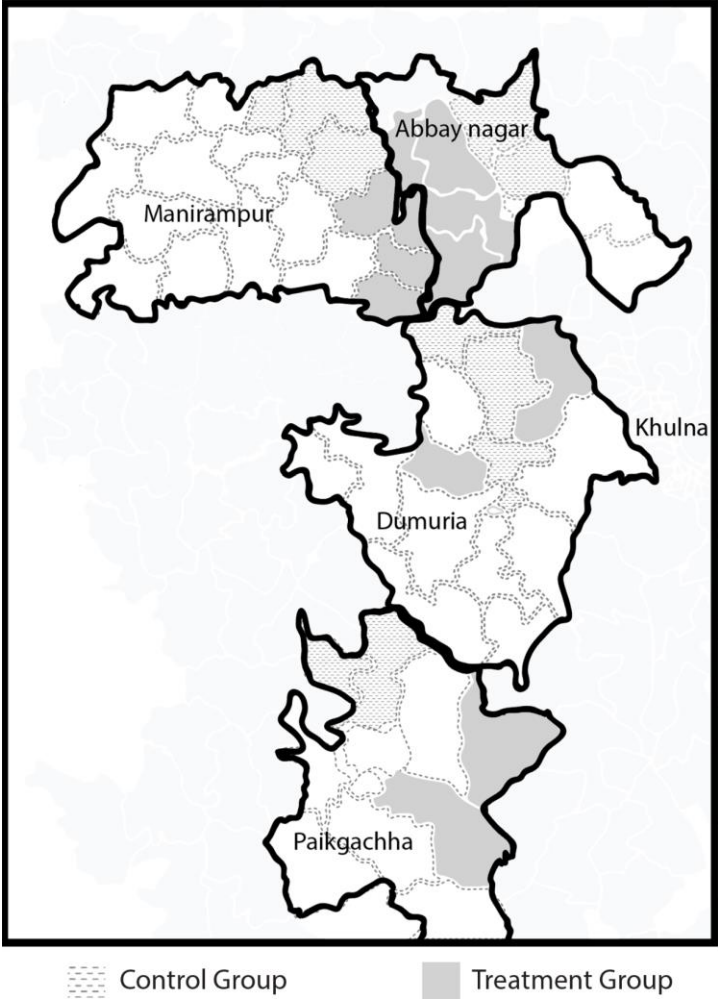 Abbay nagar
Manirampur
Khulna
Dumuria
Paikgachha
Control Group
Treatment Group